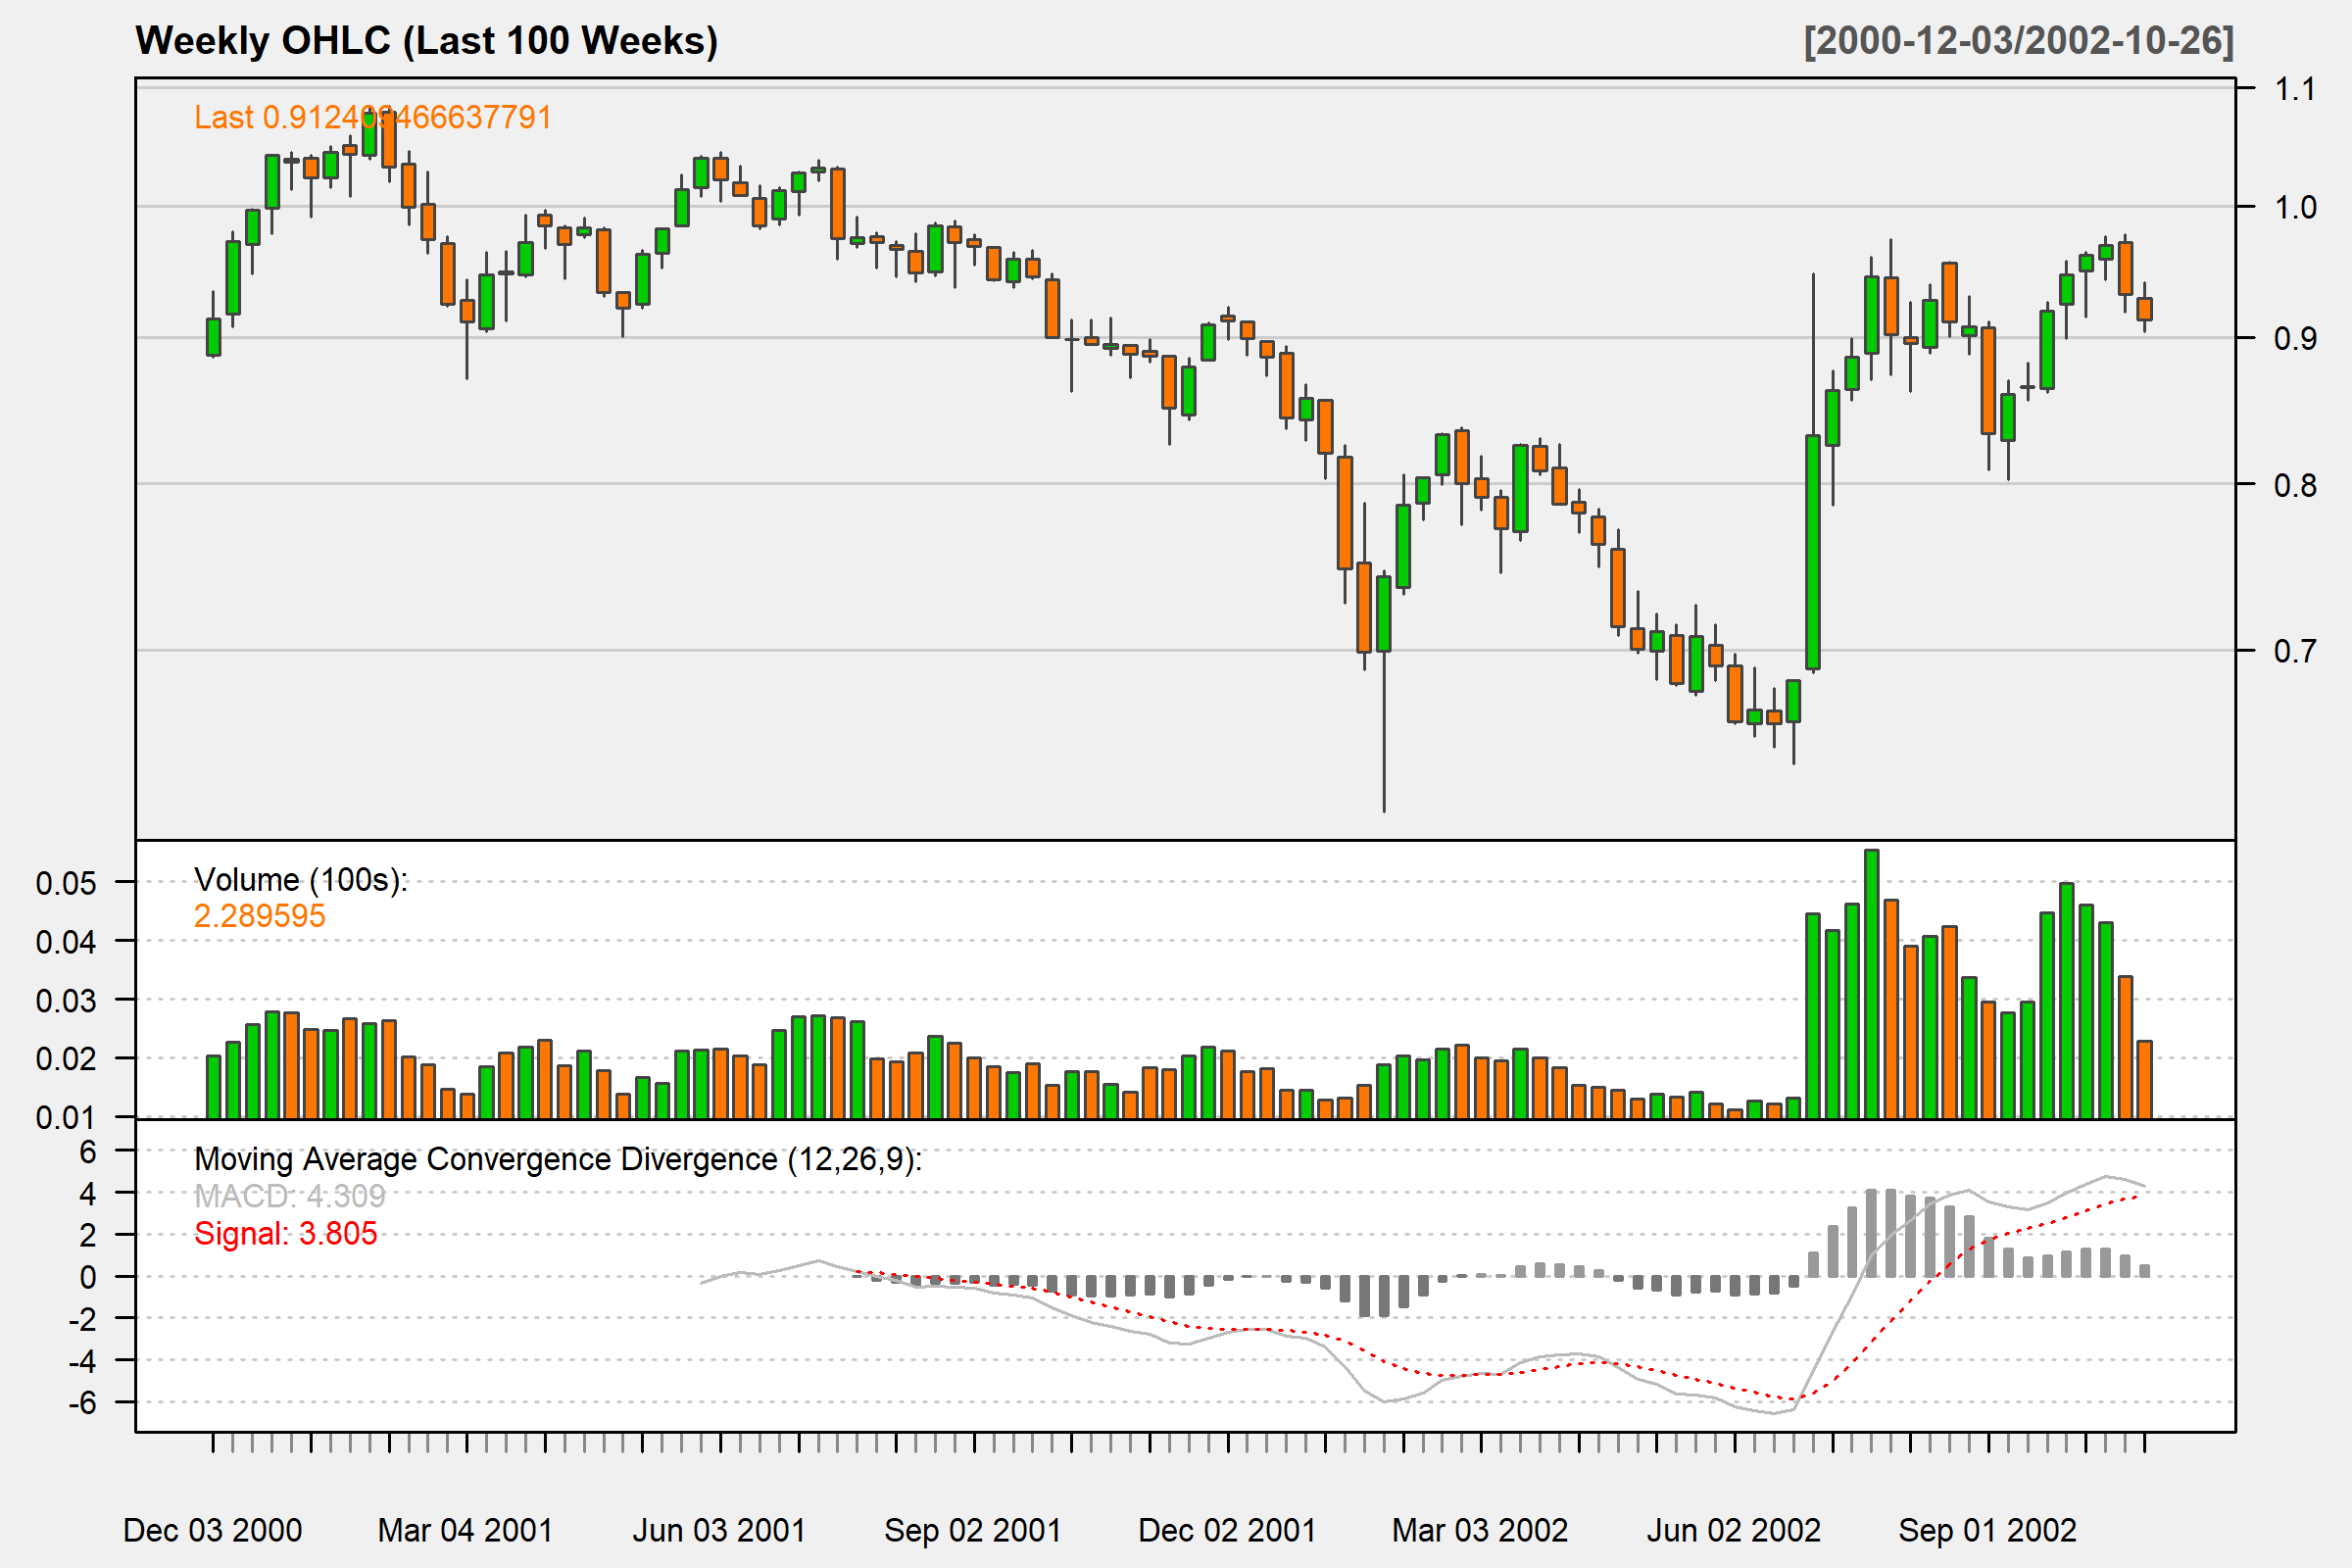 Weekly OHLC (Last 100 Weeks)
[2000-12-03/2002-10-26]
Last 0.912409466637791
1.1
1.0
0.9
0.8
0.7
Volume (100s):
2.289595
0.05
0.04
0.03
0.02
0.01
Moving Average Convergence Divergence (12,26,9):
MACD: 4.309
Signal: 3.805
6
4
2
0
-2
-4
-6
Dec 03 2000
Mar 04 2001
Jun 03 2001
Sep 02 2001
Dec 02 2001
Mar 03 2002
Jun 02 2002
Sep 01 2002